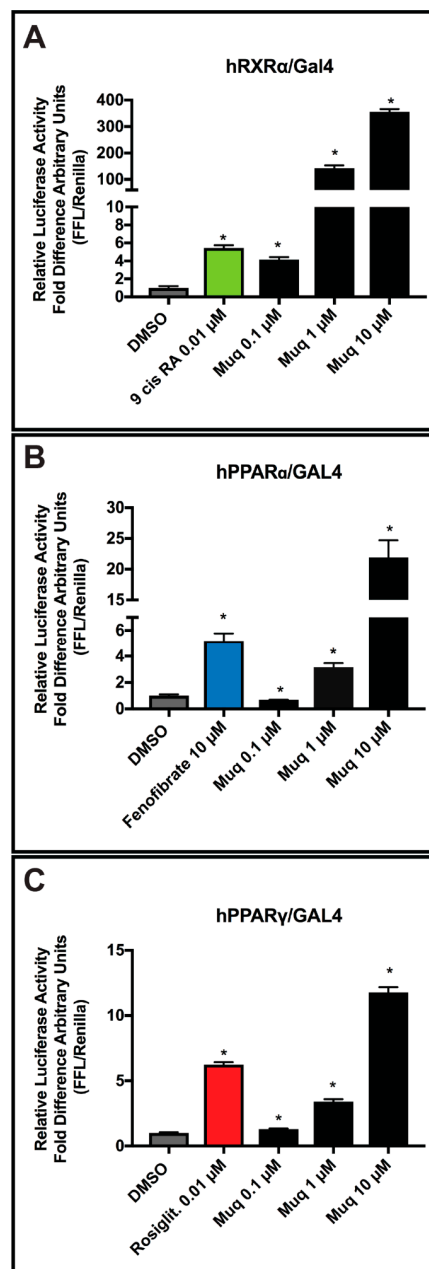 A
hRXRα/Gal4
Relative Luciferase Activity
Fold Difference Arbitrary Units
(FFL/Renilla)
400
300
200
100
10
8
6
4
2
0
*
*
*
*
DMSO
9 cis RA 0.01 µM
Muq 0.1 µM
Muq 1 µM
Muq 10 µM
B
hPPARα/GAL4
Relative Luciferase Activity
Fold Difference Arbitrary Units
(FFL/Renilla)
30
25
20
15
6
4
2
0
*
*
*
*
DMSO
Fenofibrate 10 µM
Muq 0.1 µM
Muq 1 µM
Muq 10 µM
C
hPPARγ/GAL4
Relative Luciferase Activity
Fold Difference Arbitrary Units
(FFL/Renilla)
15
10
5
0
*
*
*
*
DMSO
Rosiglit. 0.01 µM
Muq 0.1 µM
Muq 1 µM
Muq 10 µM